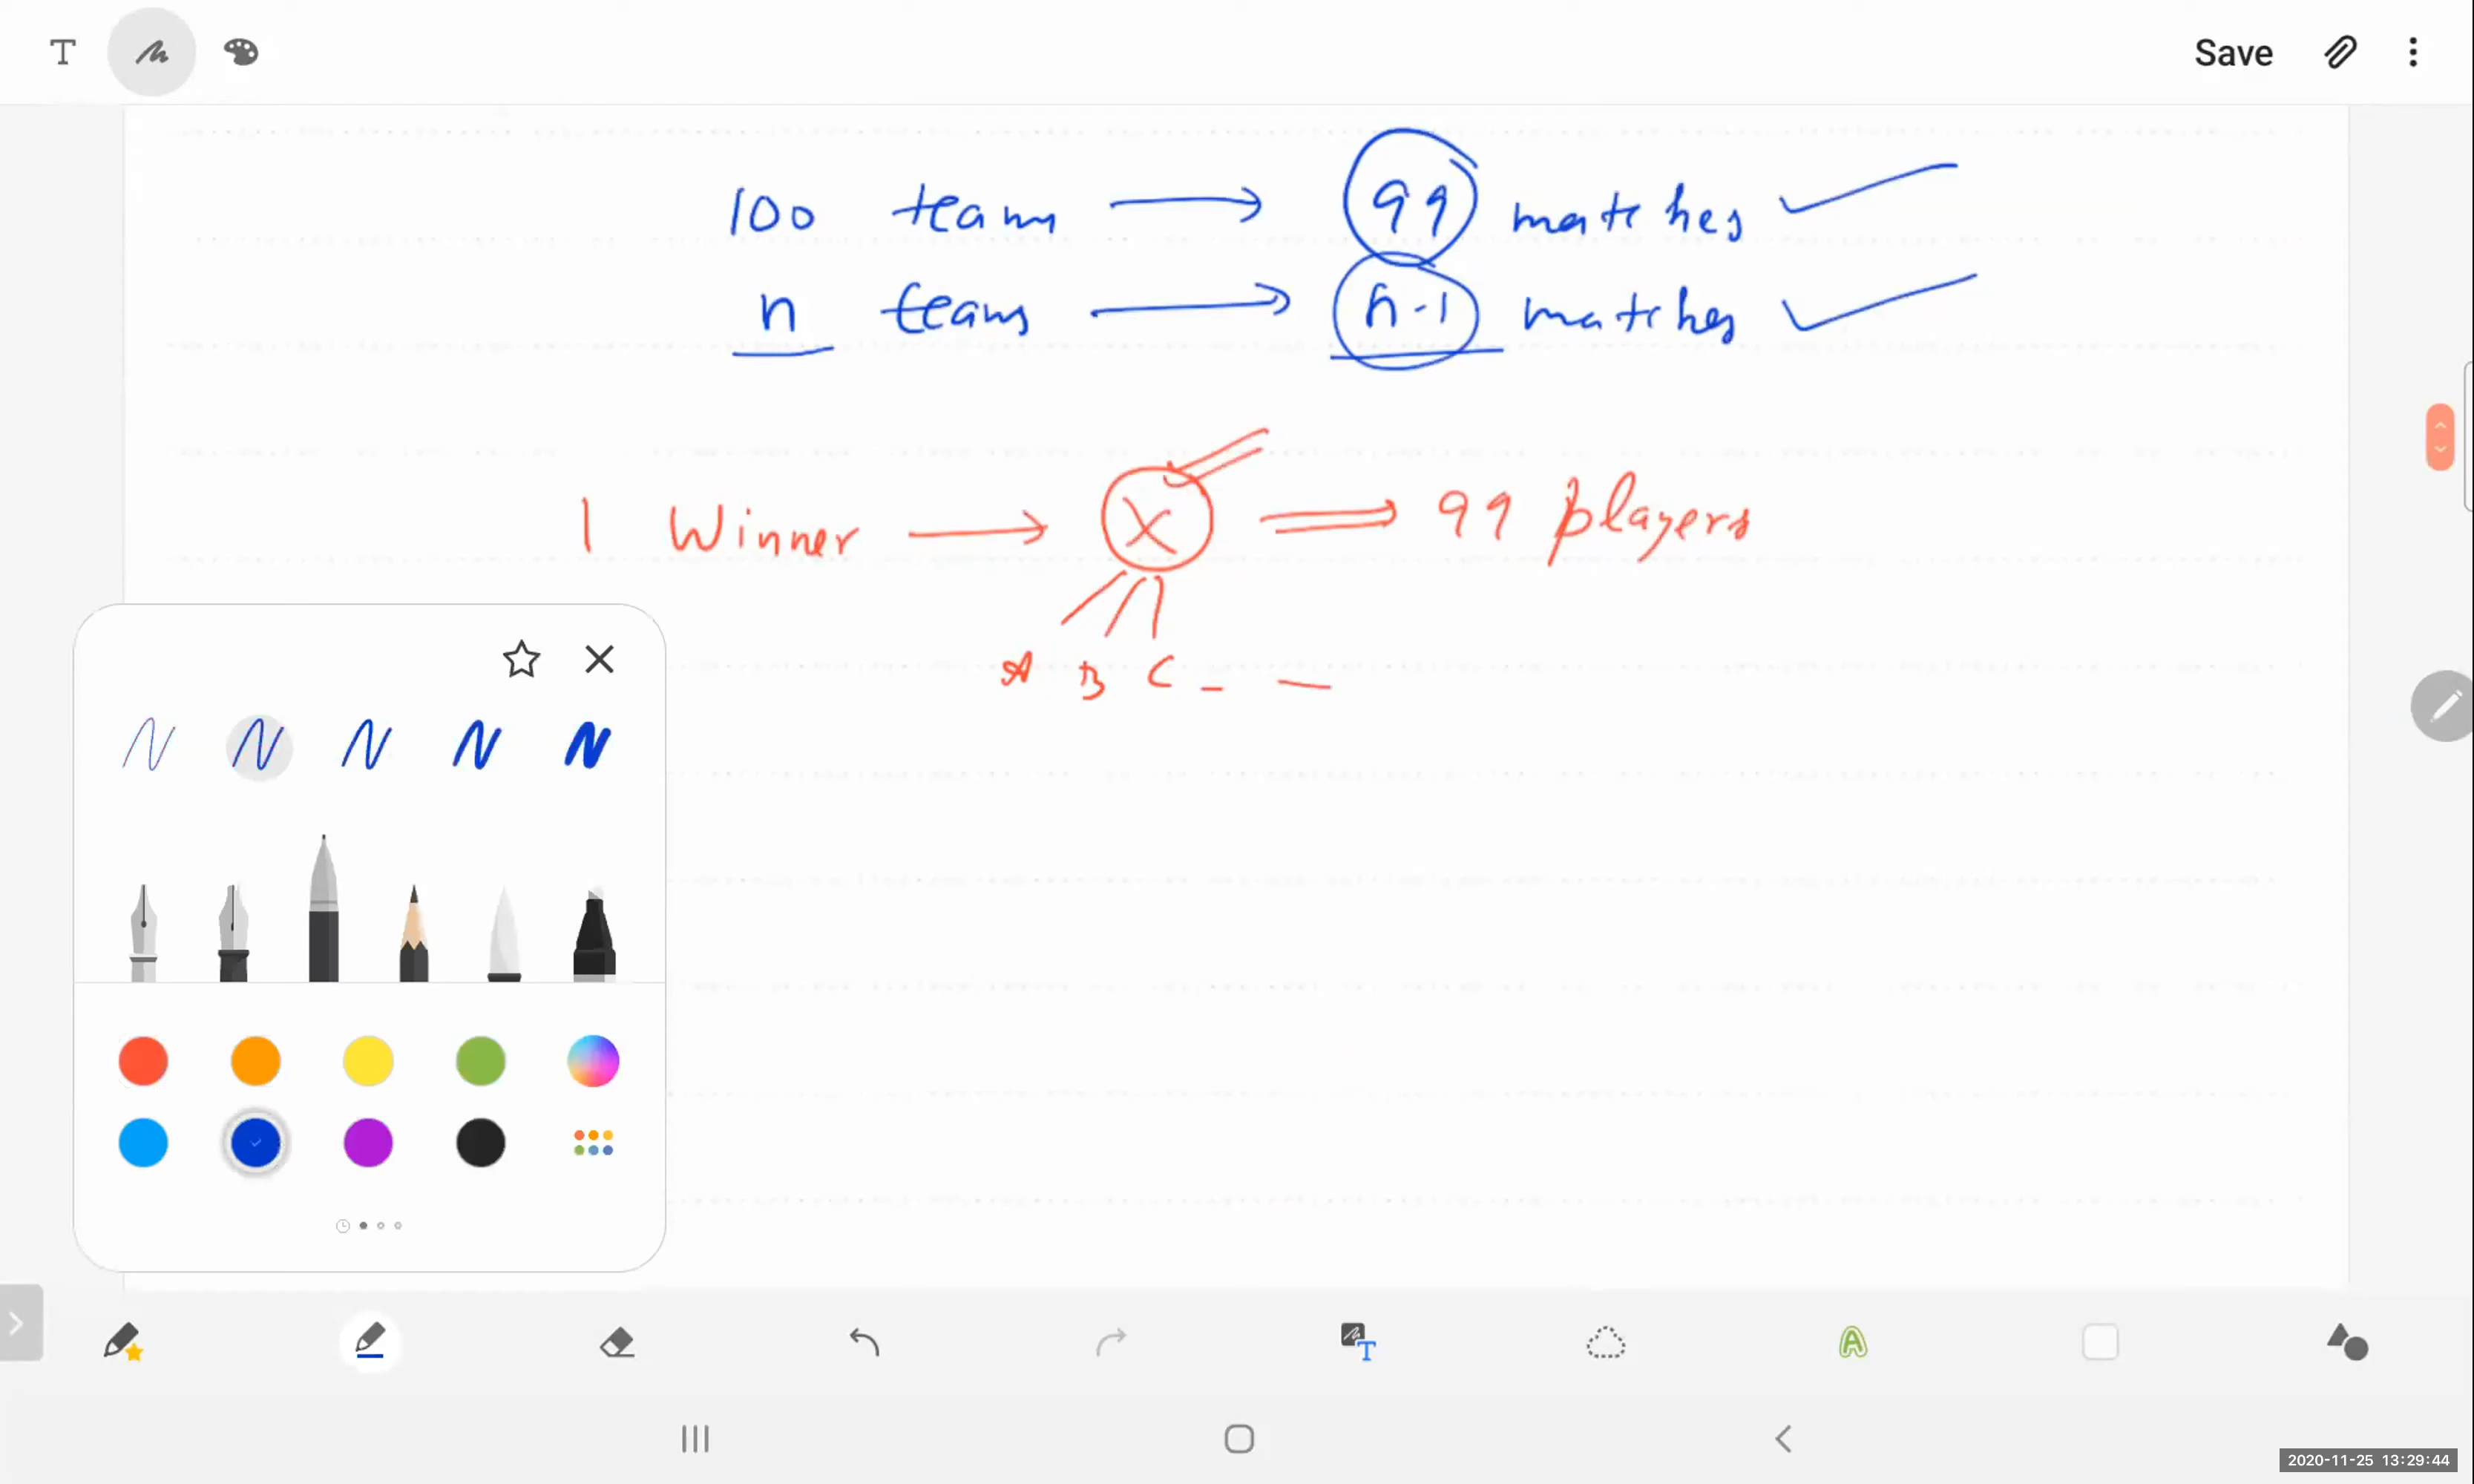 T Save
100 team → 99 matches ✓
n teams → n-1 matches ✓
1 Winner → X ⇒ 99 players
A B C _ _
T
A
2020-11-25 13:29:44